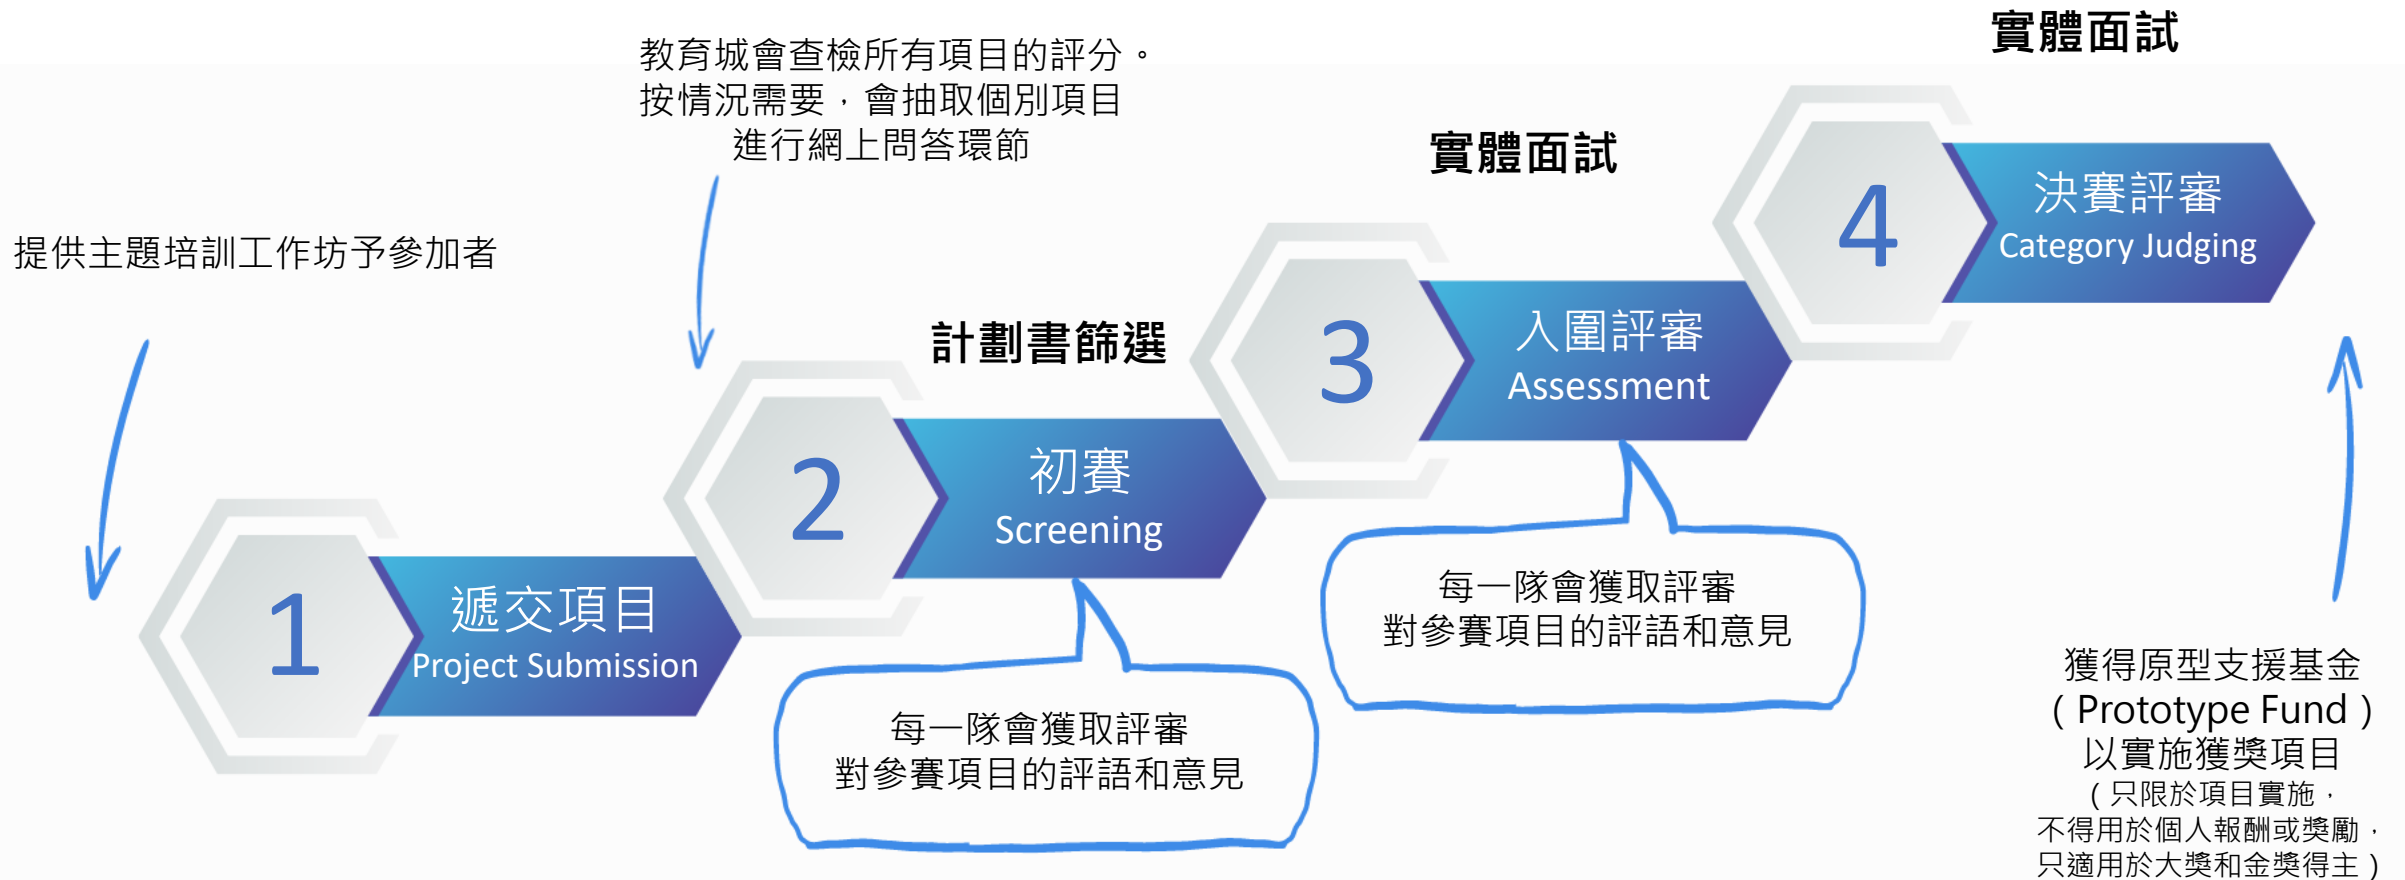 提供主題培訓工作坊予參加者
1
遞交項目
Project Submission
教育城會查檢所有項目的評分。
按情況需要，會抽取個別項目
進行網上問答環節
計劃書篩選
2
初賽
Screening
每一隊會獲取評審
對參賽項目的評語和意見
實體面試
3
入圍評審
Assessment
每一隊會獲取評審
對參賽項目的評語和意見
實體面試
4
決賽評審
Category Judging
獲得原型支援基金
（Prototype Fund）
以實施獲獎項目
（只限於項目實施，
不得用於個人報酬或獎勵，
只適用於大獎和金獎得主）